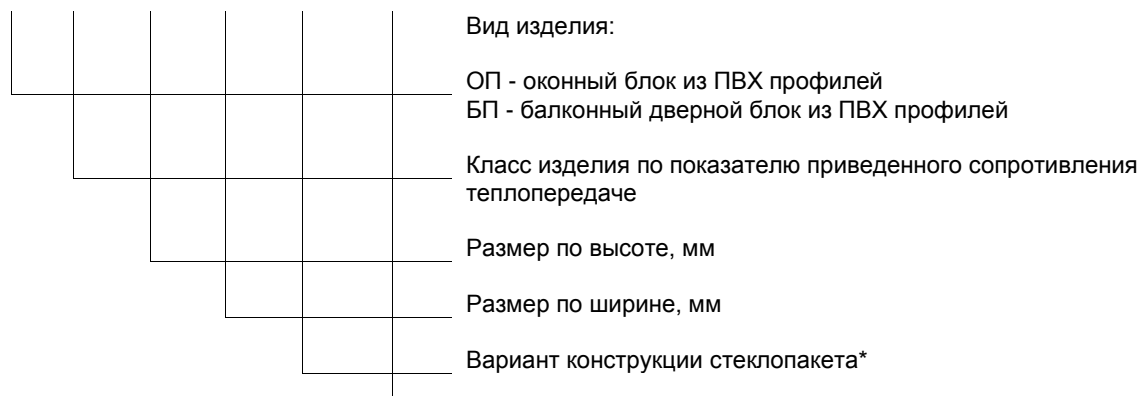 Вид изделия:
ОП - оконный блок из ПВХ профилей
БП - балконный дверной блок из ПВХ профилей
Класс изделия по показателю приведенного сопротивления
теплопередаче
Размер по высоте, мм
Размер по ширине, мм
Вариант конструкции стеклопакета*